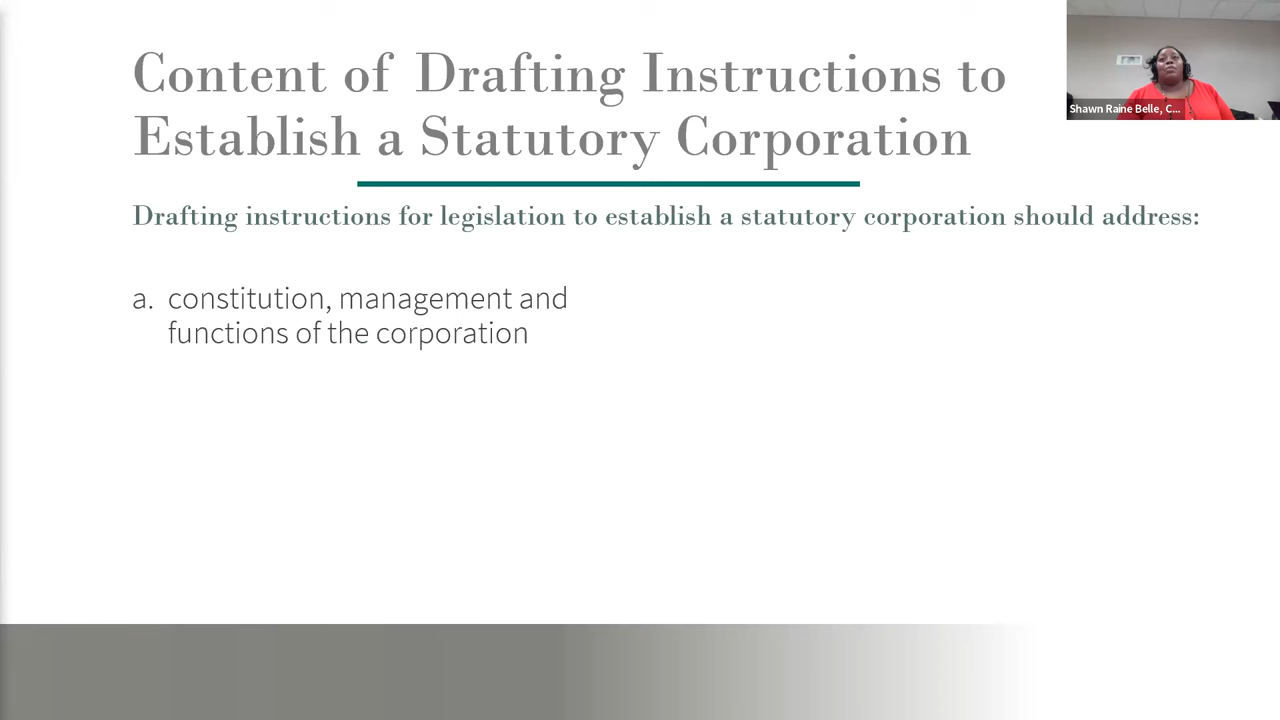 Content of Drafting Instructions to
Establish a Statutory Corporation
Drafting instructions for legislation to establish a statutory corporation should address:
a. constitution, management and
functions of the corporation
Shawn Raine Belle, C...